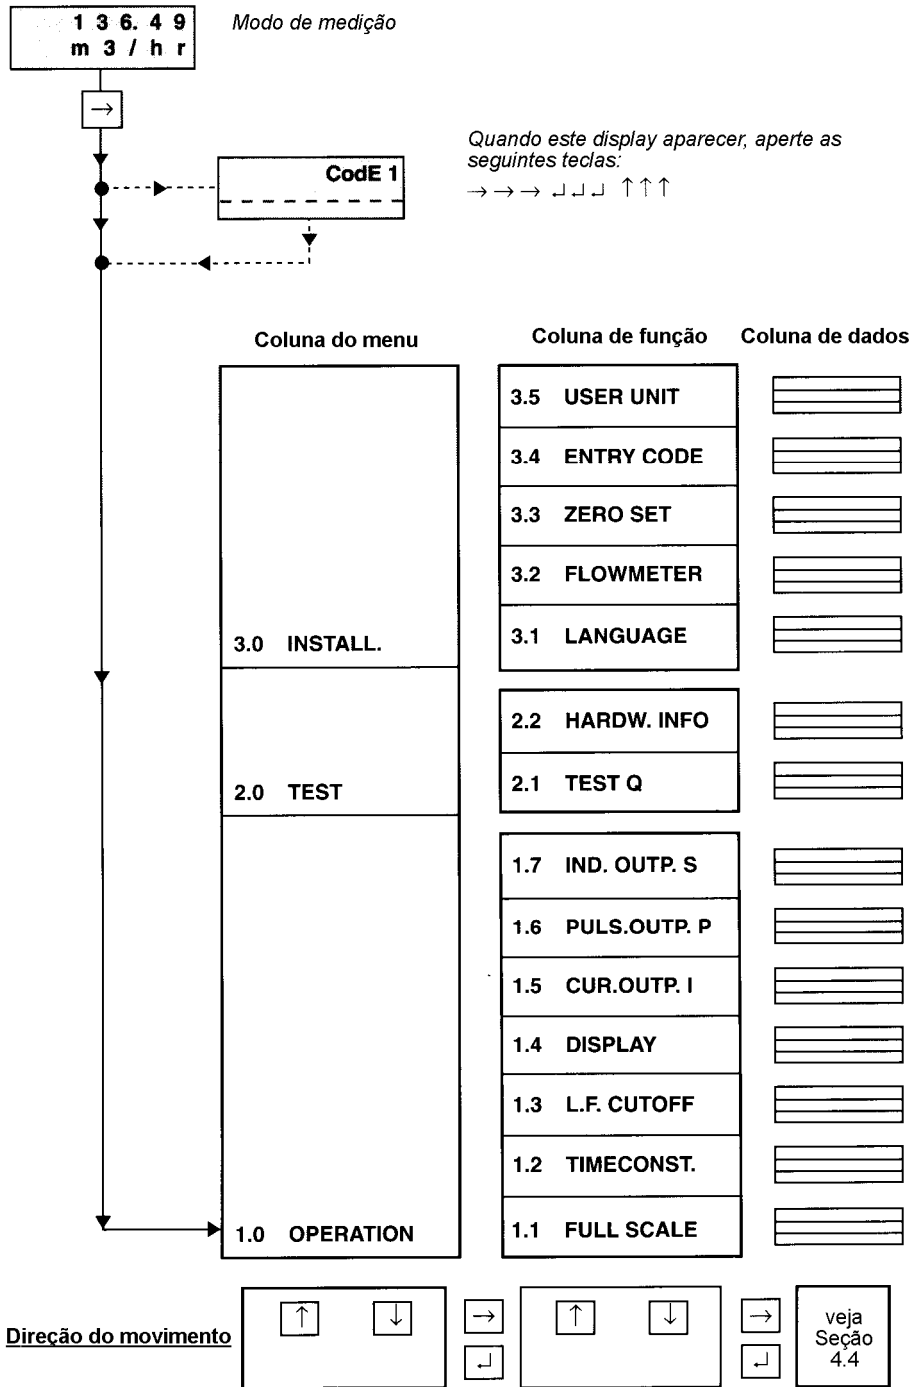 1 3 6. 4 9
m 3 / h r
Modo de medição
→
Quando este display aparecer, aperte as
seguintes teclas:
→→→ ↵↵↵ ↑↑↑
CodE 1
Coluna do menu
Coluna de função
Coluna de dados
3.5 USER UNIT
3.4 ENTRY CODE
3.3 ZERO SET
3.2 FLOWMETER
3.1 LANGUAGE
3.0 INSTALL.
2.2 HARDW. INFO
2.1 TEST Q
2.0 TEST
1.7 IND. OUTP. S
1.6 PULS.OUTP. P
1.5 CUR.OUTP. I
1.4 DISPLAY
1.3 L.F. CUTOFF
1.2 TIMECONST.
1.1 FULL SCALE
1.0 OPERATION
Direção do movimento
↑ ↓ → ↑ ↓ →
↵ ↵
veja
Seção
4.4